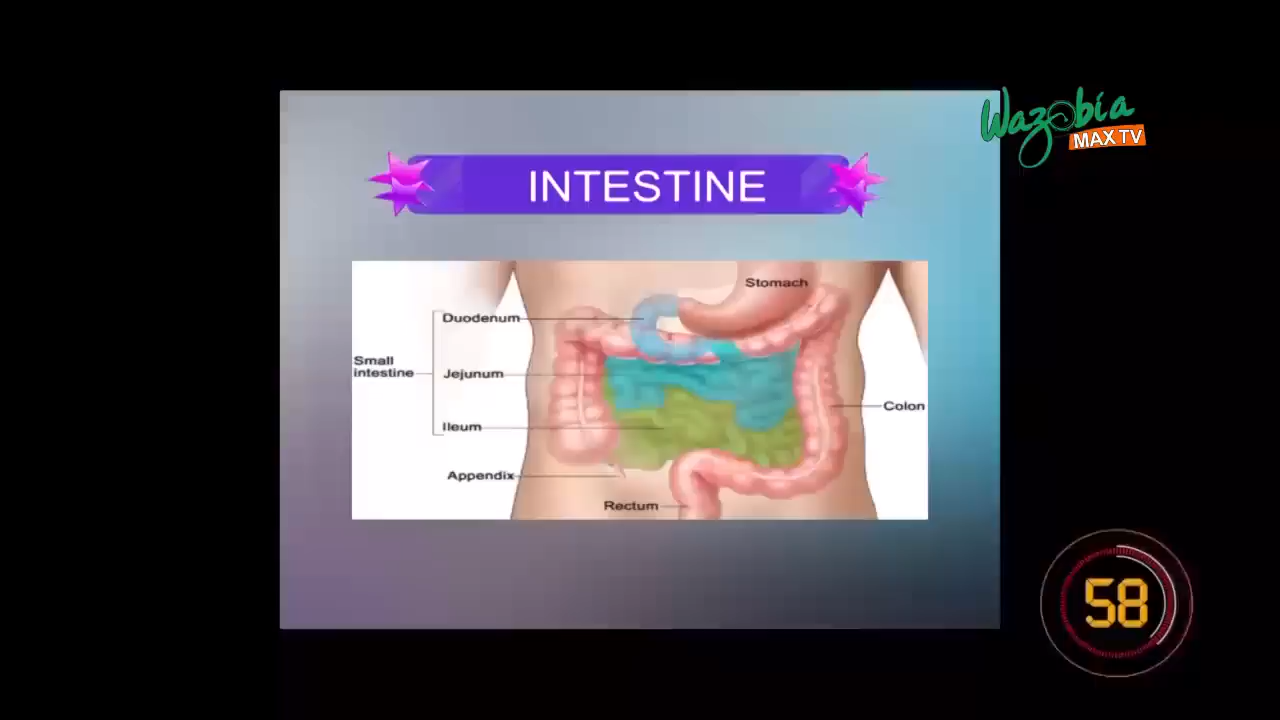 Wazobia
MAX TV
INTESTINE
Stomach
Duodenum
Small
intestine
Jejunum
Colon
Ileum
Appendix
Rectum
58